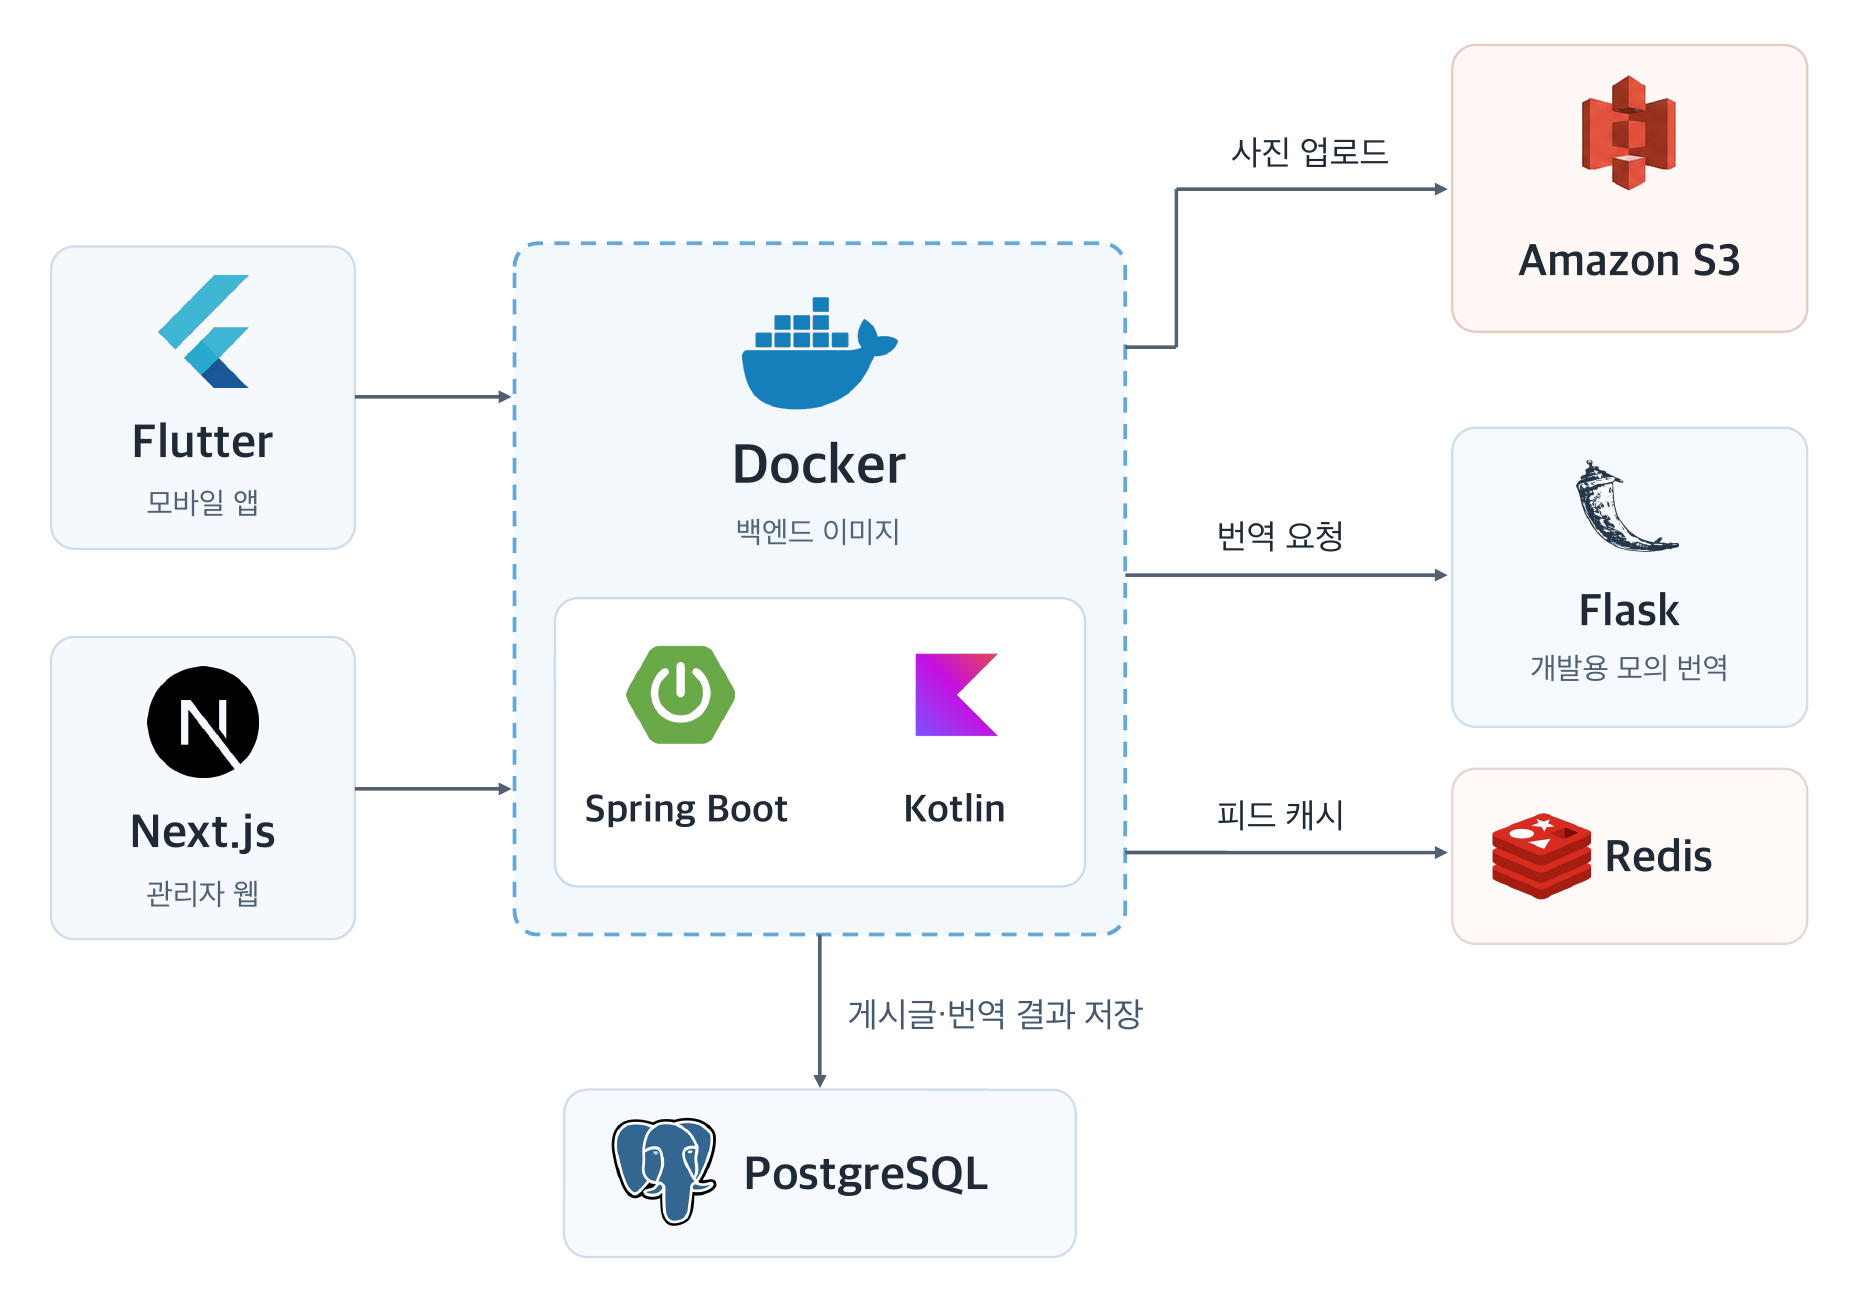 Flutter
모바일 앱
Next.js
관리자 웹
Docker
백엔드 이미지
Spring Boot
Kotlin
사진 업로드
Amazon S3
번역 요청
Flask
개발용 모의 번역
피드 캐시
Redis
게시글·번역 결과 저장
PostgreSQL